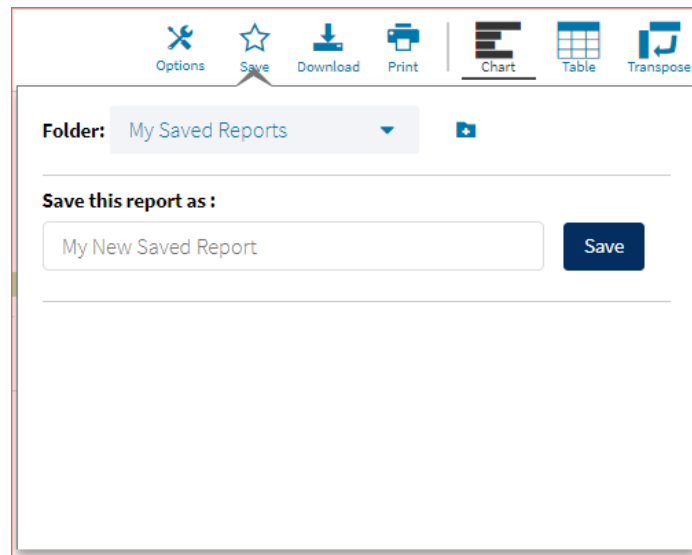 Options Save Download Print Chart Table Transpose
Folder: My Saved Reports
Save this report as :
My New Saved Report Save